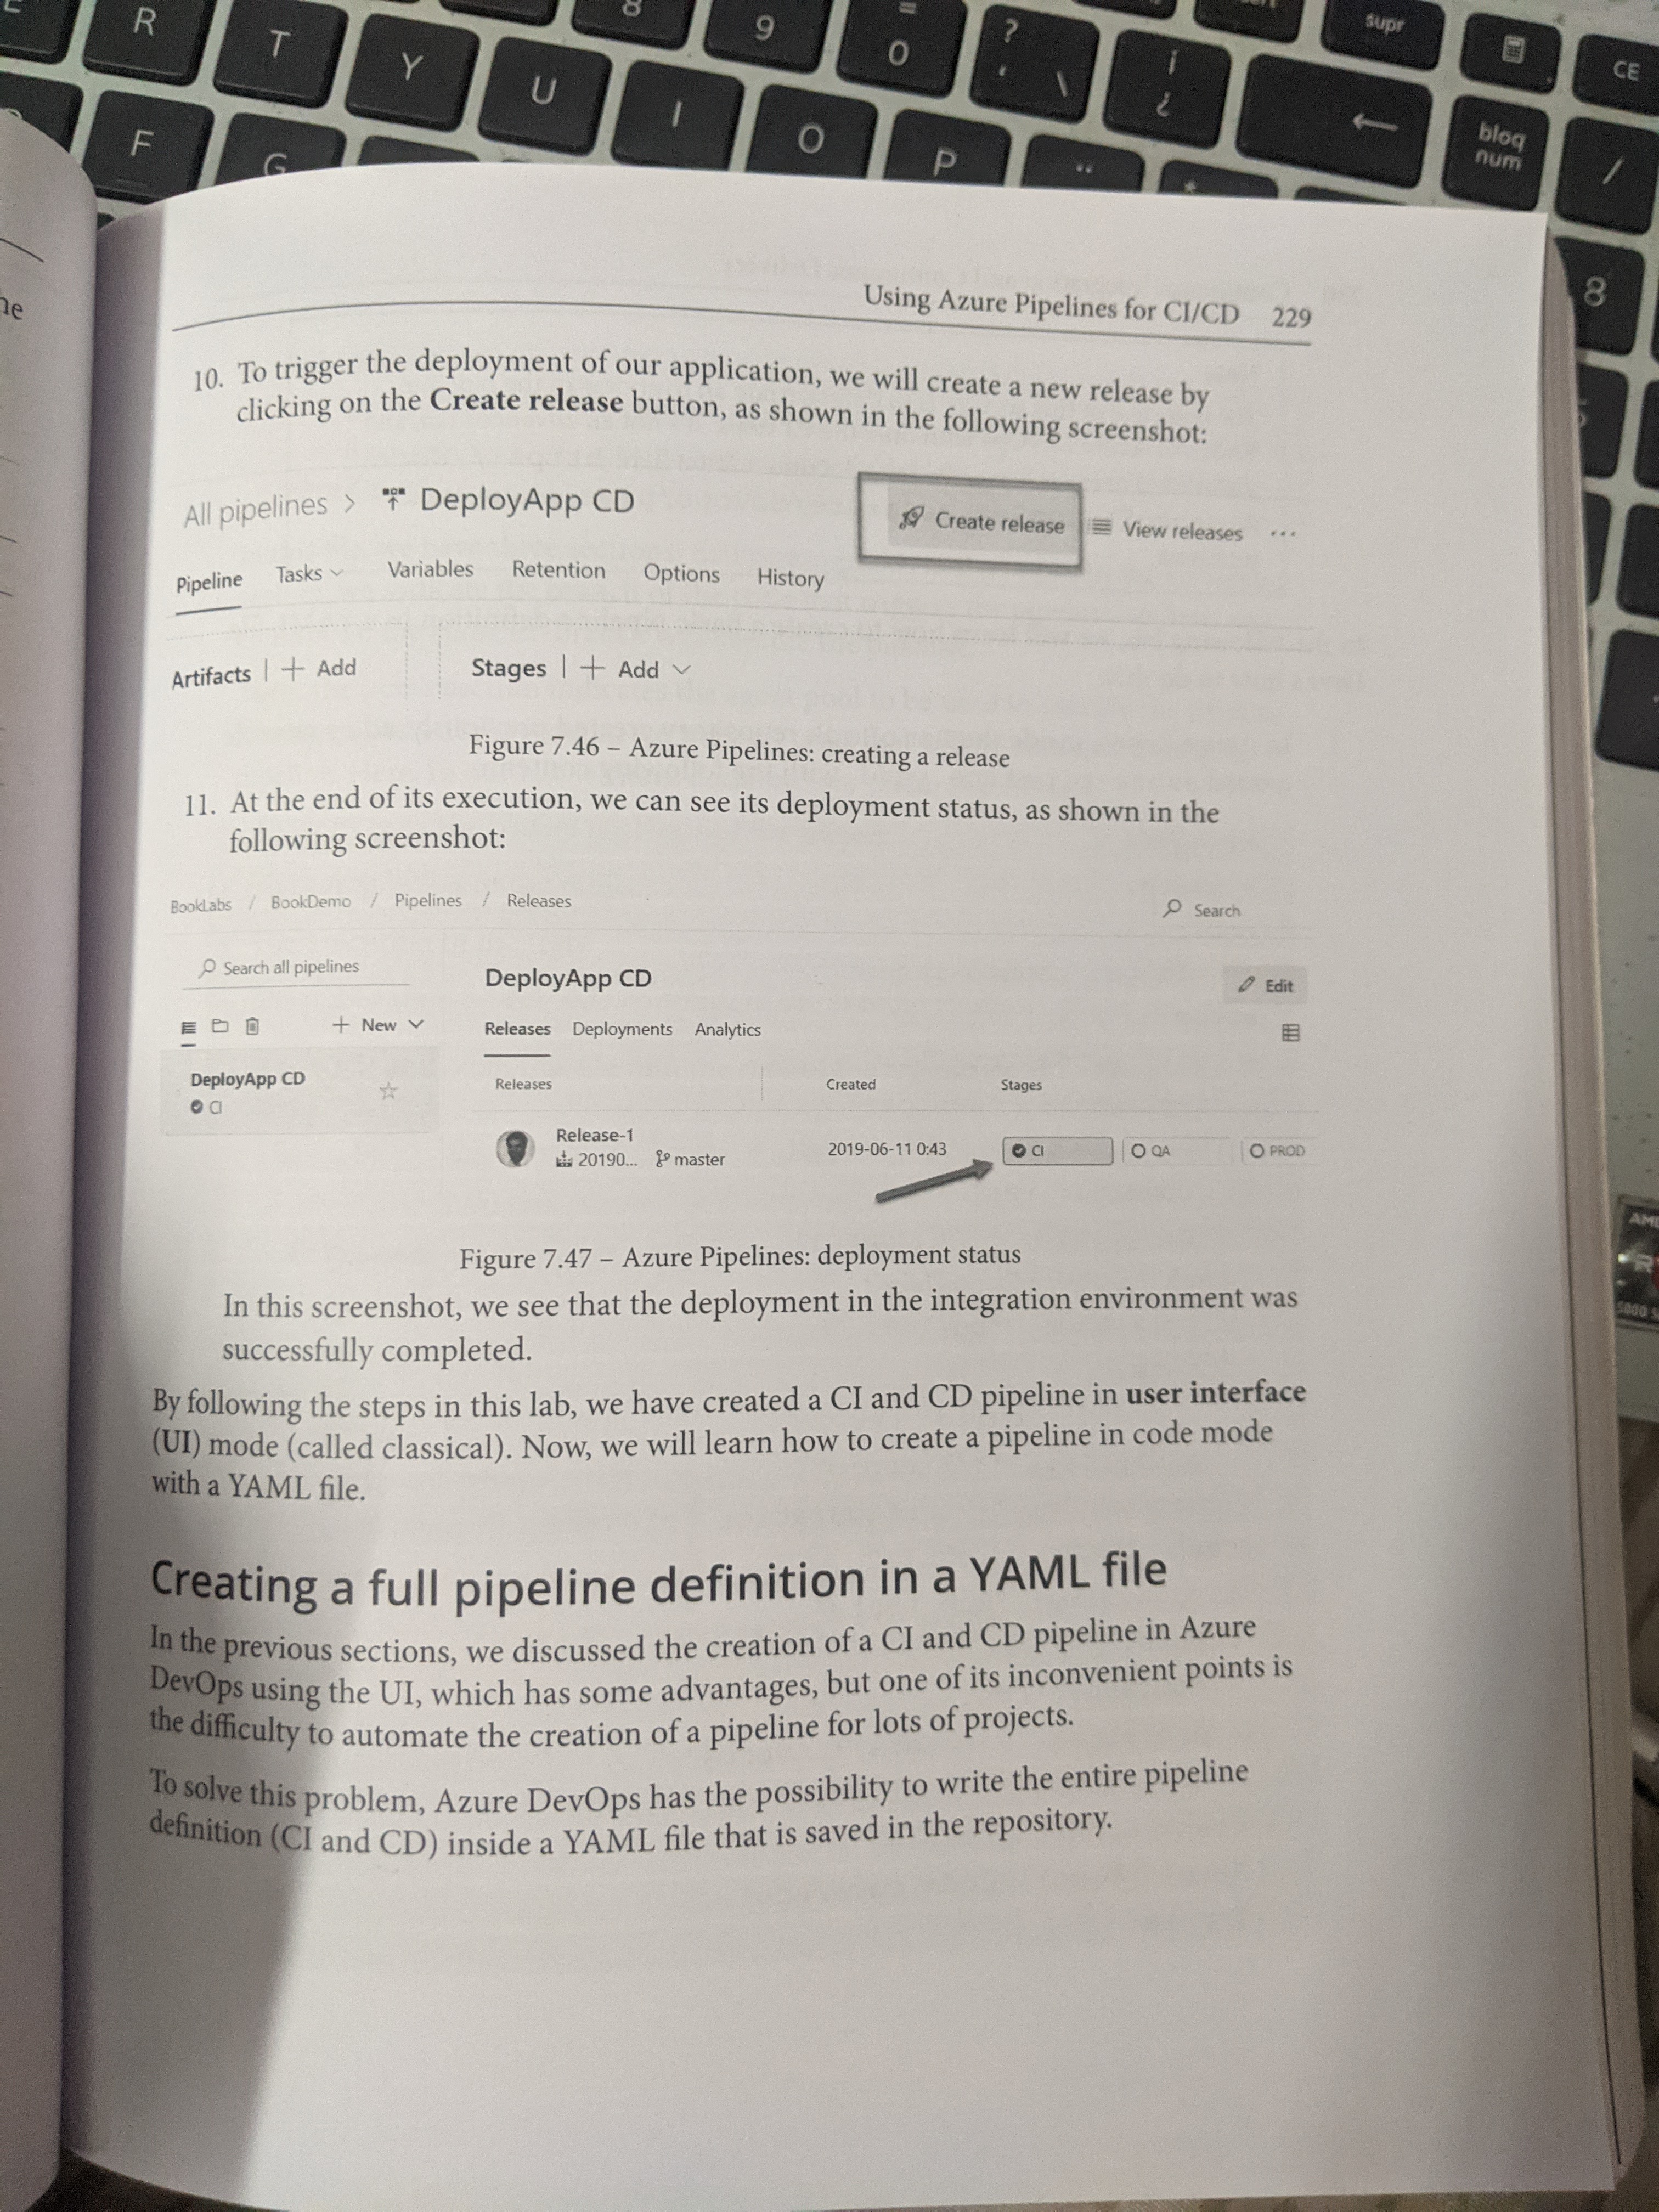 R T Y U 8 9 = 0 ? ' \ ¡ ¿ supr CE
F G I O P ¨ * ← bloq num /
8
Using Azure Pipelines for CI/CD 229
10. To trigger the deployment of our application, we will create a new release by
clicking on the Create release button, as shown in the following screenshot:
All pipelines > DeployApp CD
Create release View releases ...
Pipeline Tasks Variables Retention Options History
Artifacts | + Add Stages | + Add
Figure 7.46 – Azure Pipelines: creating a release
11. At the end of its execution, we can see its deployment status, as shown in the
following screenshot:
BookLabs / BookDemo / Pipelines / Releases Search
Search all pipelines
DeployApp CD Edit
+ New
Releases Deployments Analytics
DeployApp CD
CI
Releases Created Stages
Release-1
20190... master 2019-06-11 0:43 CI QA PROD
Figure 7.47 – Azure Pipelines: deployment status
In this screenshot, we see that the deployment in the integration environment was
successfully completed.
By following the steps in this lab, we have created a CI and CD pipeline in user interface
(UI) mode (called classical). Now, we will learn how to create a pipeline in code mode
with a YAML file.
Creating a full pipeline definition in a YAML file
In the previous sections, we discussed the creation of a CI and CD pipeline in Azure
DevOps using the UI, which has some advantages, but one of its inconvenient points is
the difficulty to automate the creation of a pipeline for lots of projects.
To solve this problem, Azure DevOps has the possibility to write the entire pipeline
definition (CI and CD) inside a YAML file that is saved in the repository.